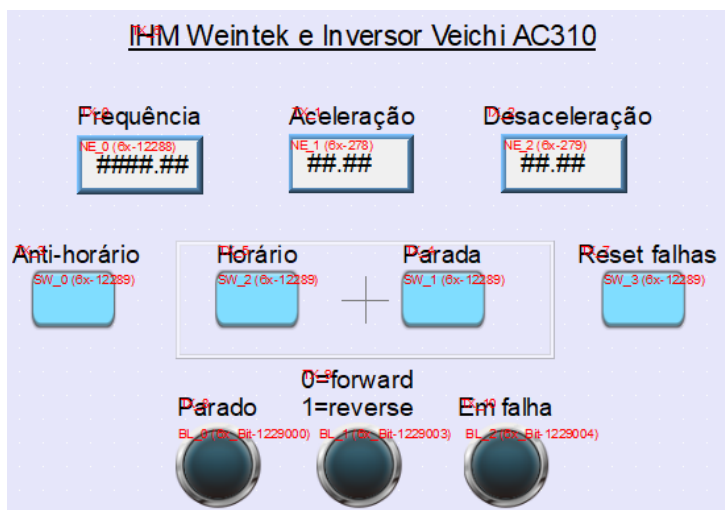 IHM Weintek e Inversor Veichi AC310
Frequência
Aceleração
Desaceleração
NE_0 (6x-12288)
####.##
NE_1 (6x-278)
##.##
NE_2 (6x-279)
##.##
Anti-horário
Horário
Parada
Reset falhas
SW_0 (6x-12289)
SW_2 (6x-12289)
SW_1 (6x-12289)
SW_3 (6x-12289)
0=forward
Parado
1=reverse
Em falha
BL_0 (6x_Bit-1229000)
BL_1 (6x_Bit-1229003)
BL_2 (6x_Bit-1229004)